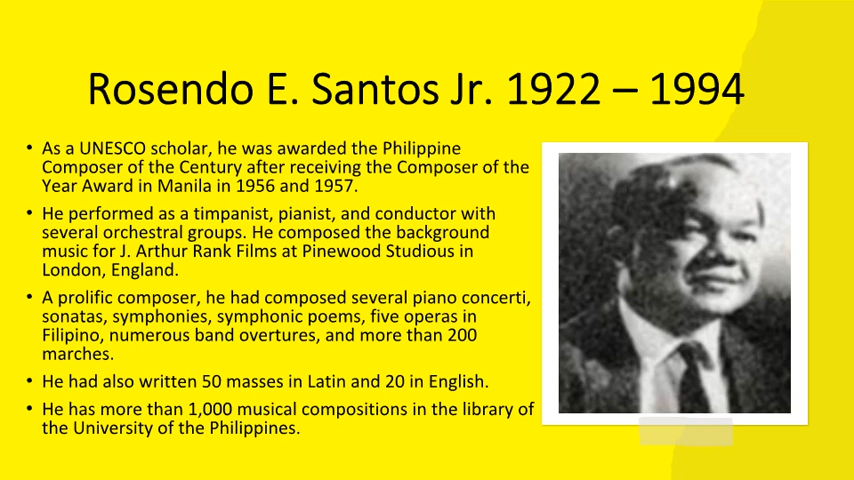 Rosendo E. Santos Jr. 1922 – 1994
• As a UNESCO scholar, he was awarded the Philippine
Composer of the Century after receiving the Composer of the
Year Award in Manila in 1956 and 1957.
• He performed as a timpanist, pianist, and conductor with
several orchestral groups. He composed the background
music for J. Arthur Rank Films at Pinewood Studious in
London, England.
• A prolific composer, he had composed several piano concerti,
sonatas, symphonies, symphonic poems, five operas in
Filipino, numerous band overtures, and more than 200
marches.
• He had also written 50 masses in Latin and 20 in English.
• He has more than 1,000 musical compositions in the library of
the University of the Philippines.